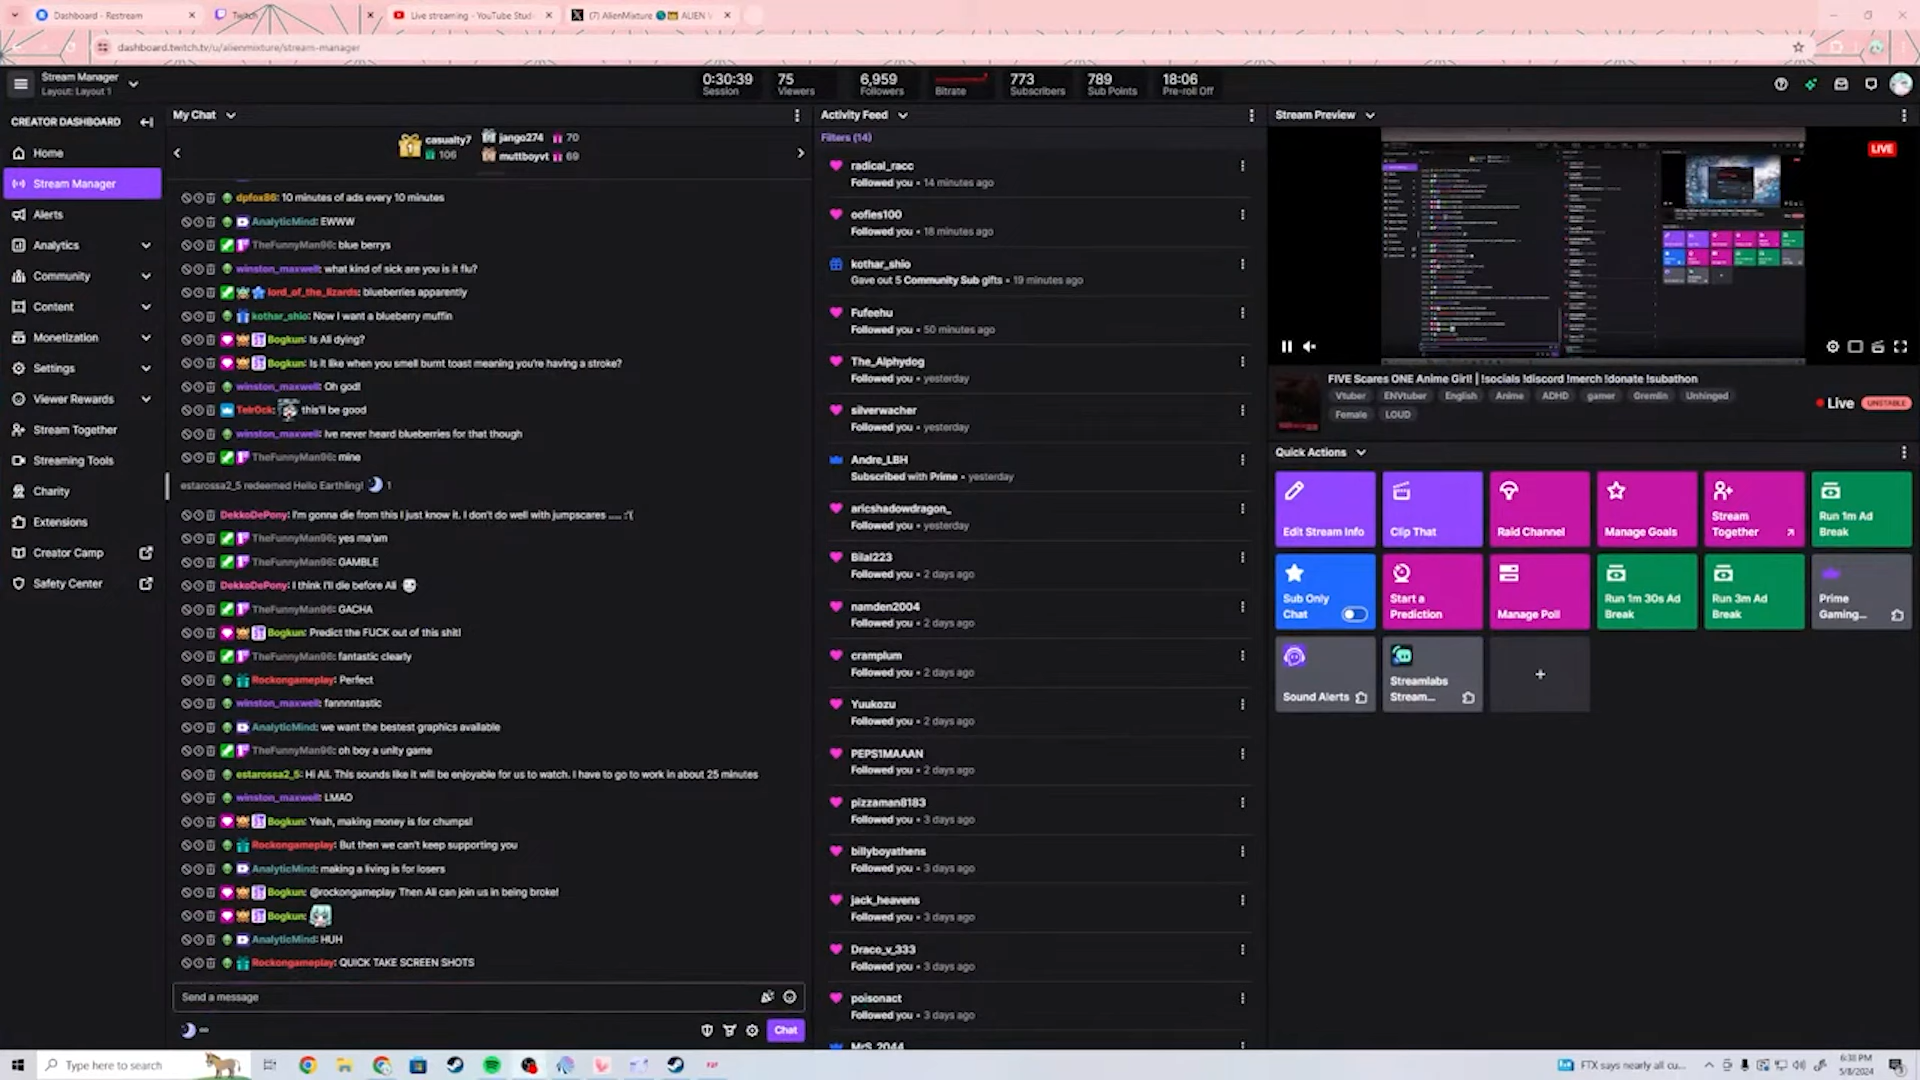 Dashboard - Restream
Twitch
Live streaming - YouTube Stud
(7) AlienMixture
dashboard.twitch.tv/u/alienmixture/stream-manager
Stream Manager
Layout: Layout 1
0:30:39
Session
75
Viewers
6,959
Followers
Bitrate
773
Subscribers
789
Sub Points
18:06
Pre-roll Off
CREATOR DASHBOARD
Home
Stream Manager
Alerts
Analytics
Community
Content
Monetization
Settings
Viewer Rewards
Stream Together
Streaming Tools
Charity
Extensions
Creator Camp
Safety Center
My Chat
casualty7
106
jango274 70
muttboyvt 69
dpfox86: 10 minutes of ads every 10 minutes
AnalyticMind: EWWW
TheFunnyMan96: blue berrys
winston_maxwell: what kind of sick are you is it flu?
lord_of_the_lizards: blueberries apparently
kothar_shio: Now I want a blueberry muffin
Bogkun: Is Ali dying?
Bogkun: Is it like when you smell burnt toast meaning you're having a stroke?
winston_maxwell: Oh god!
TelrOck: this'll be good
winston_maxwell: Ive never heard blueberries for that though
TheFunnyMan96: mine
estarossa2_5 redeemed Hello Earthling! 1
DekkoDePony: I'm gonna die from this I just know it. I don't do well with jumpscares ..... :'(
TheFunnyMan96: yes ma'am
TheFunnyMan96: GAMBLE
DekkoDePony: I think I'll die before Ali
TheFunnyMan96: GACHA
Bogkun: Predict the FUCK out of this shit!
TheFunnyMan96: fantastic clearly
Rockongameplay: Perfect
winston_maxwell: fannnntastic
AnalyticMind: we want the bestest graphics available
TheFunnyMan96: oh boy a unity game
estarossa2_5: Hi Ali. This sounds like it will be enjoyable for us to watch. I have to go to work in about 25 minutes
winston_maxwell: LMAO
Bogkun: Yeah, making money is for chumps!
Rockongameplay: But then we can't keep supporting you
AnalyticMind: making a living is for losers
Bogkun: @rockongameplay Then Ali can join us in being broke!
Bogkun:
AnalyticMind: HUH
Rockongameplay: QUICK TAKE SCREEN SHOTS
Send a message
Chat
Activity Feed
Filters (14)
radical_racc
Followed you • 14 minutes ago
oofies100
Followed you • 18 minutes ago
kothar_shio
Gave out 5 Community Sub gifts • 19 minutes ago
Fufeehu
Followed you • 50 minutes ago
The_Alphydog
Followed you • yesterday
silverwacher
Followed you • yesterday
Andre_LBH
Subscribed with Prime • yesterday
aricshadowdragon_
Followed you • yesterday
Bilal223
Followed you • 2 days ago
namden2004
Followed you • 2 days ago
cramplum
Followed you • 2 days ago
Yuukozu
Followed you • 2 days ago
PEPS1MAAAN
Followed you • 2 days ago
pizzaman8183
Followed you • 3 days ago
billyboyathens
Followed you • 3 days ago
jack_heavens
Followed you • 3 days ago
Draco_v_333
Followed you • 3 days ago
poisonact
Followed you • 3 days ago
MrS_2044
Stream Preview
LIVE
FIVE Scares ONE Anime Girl! | !socials !discord !merch !donate !subathon
Vtuber ENVtuber English Anime ADHD gamer Gremlin Unhinged
Female LOUD
Live UNSTABLE
Quick Actions
Edit Stream Info
Clip That
Raid Channel
Manage Goals
Stream Together
Run 1m Ad Break
Sub Only Chat
Start a Prediction
Manage Poll
Run 1m 30s Ad Break
Run 3m Ad Break
Prime Gaming...
Sound Alerts
Streamlabs Stream...
Type here to search
FTX says nearly all cu...
6:38 PM
5/8/2024